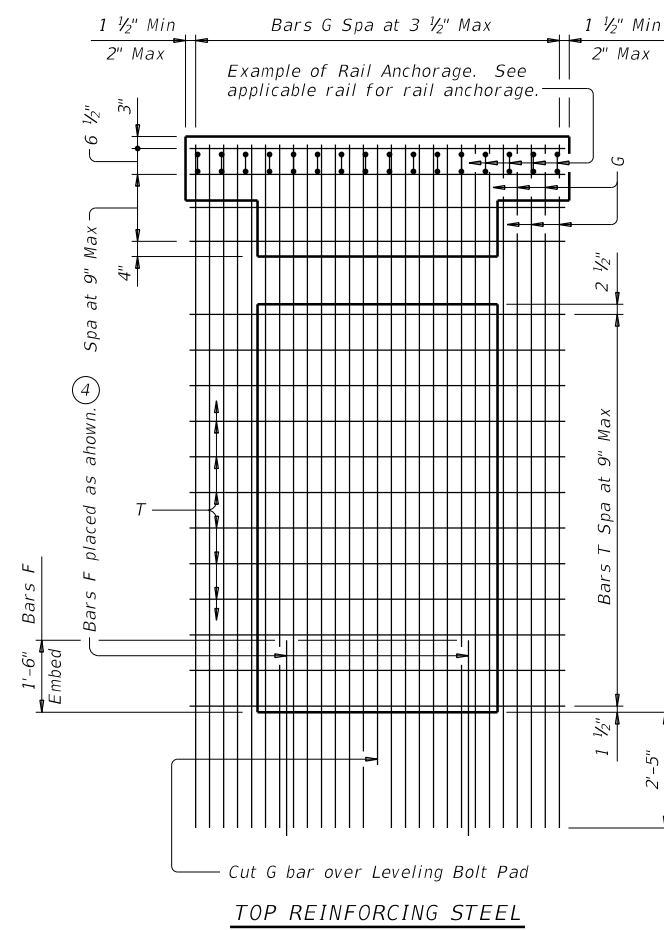 1 ½" Min
2" Max
Bars G Spa at 3 ½" Max
1 ½" Min
2" Max
Example of Rail Anchorage. See
applicable rail for rail anchorage.
3"
6 ½"
G
Spa at 9" Max
4"
2 ½"
4
Bars F placed as ahown.
T
Bars T Spa at 9" Max
Bars F
1'-6"
Embed
1 ½"
2'-5"
Cut G bar over Leveling Bolt Pad
TOP REINFORCING STEEL